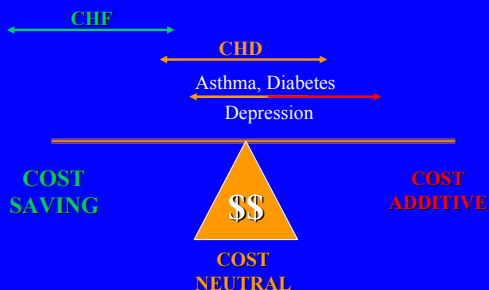 CHF
CHD
Asthma, Diabetes
Depression
COST
SAVING
$$
COST
ADDITIVE
COST
NEUTRAL